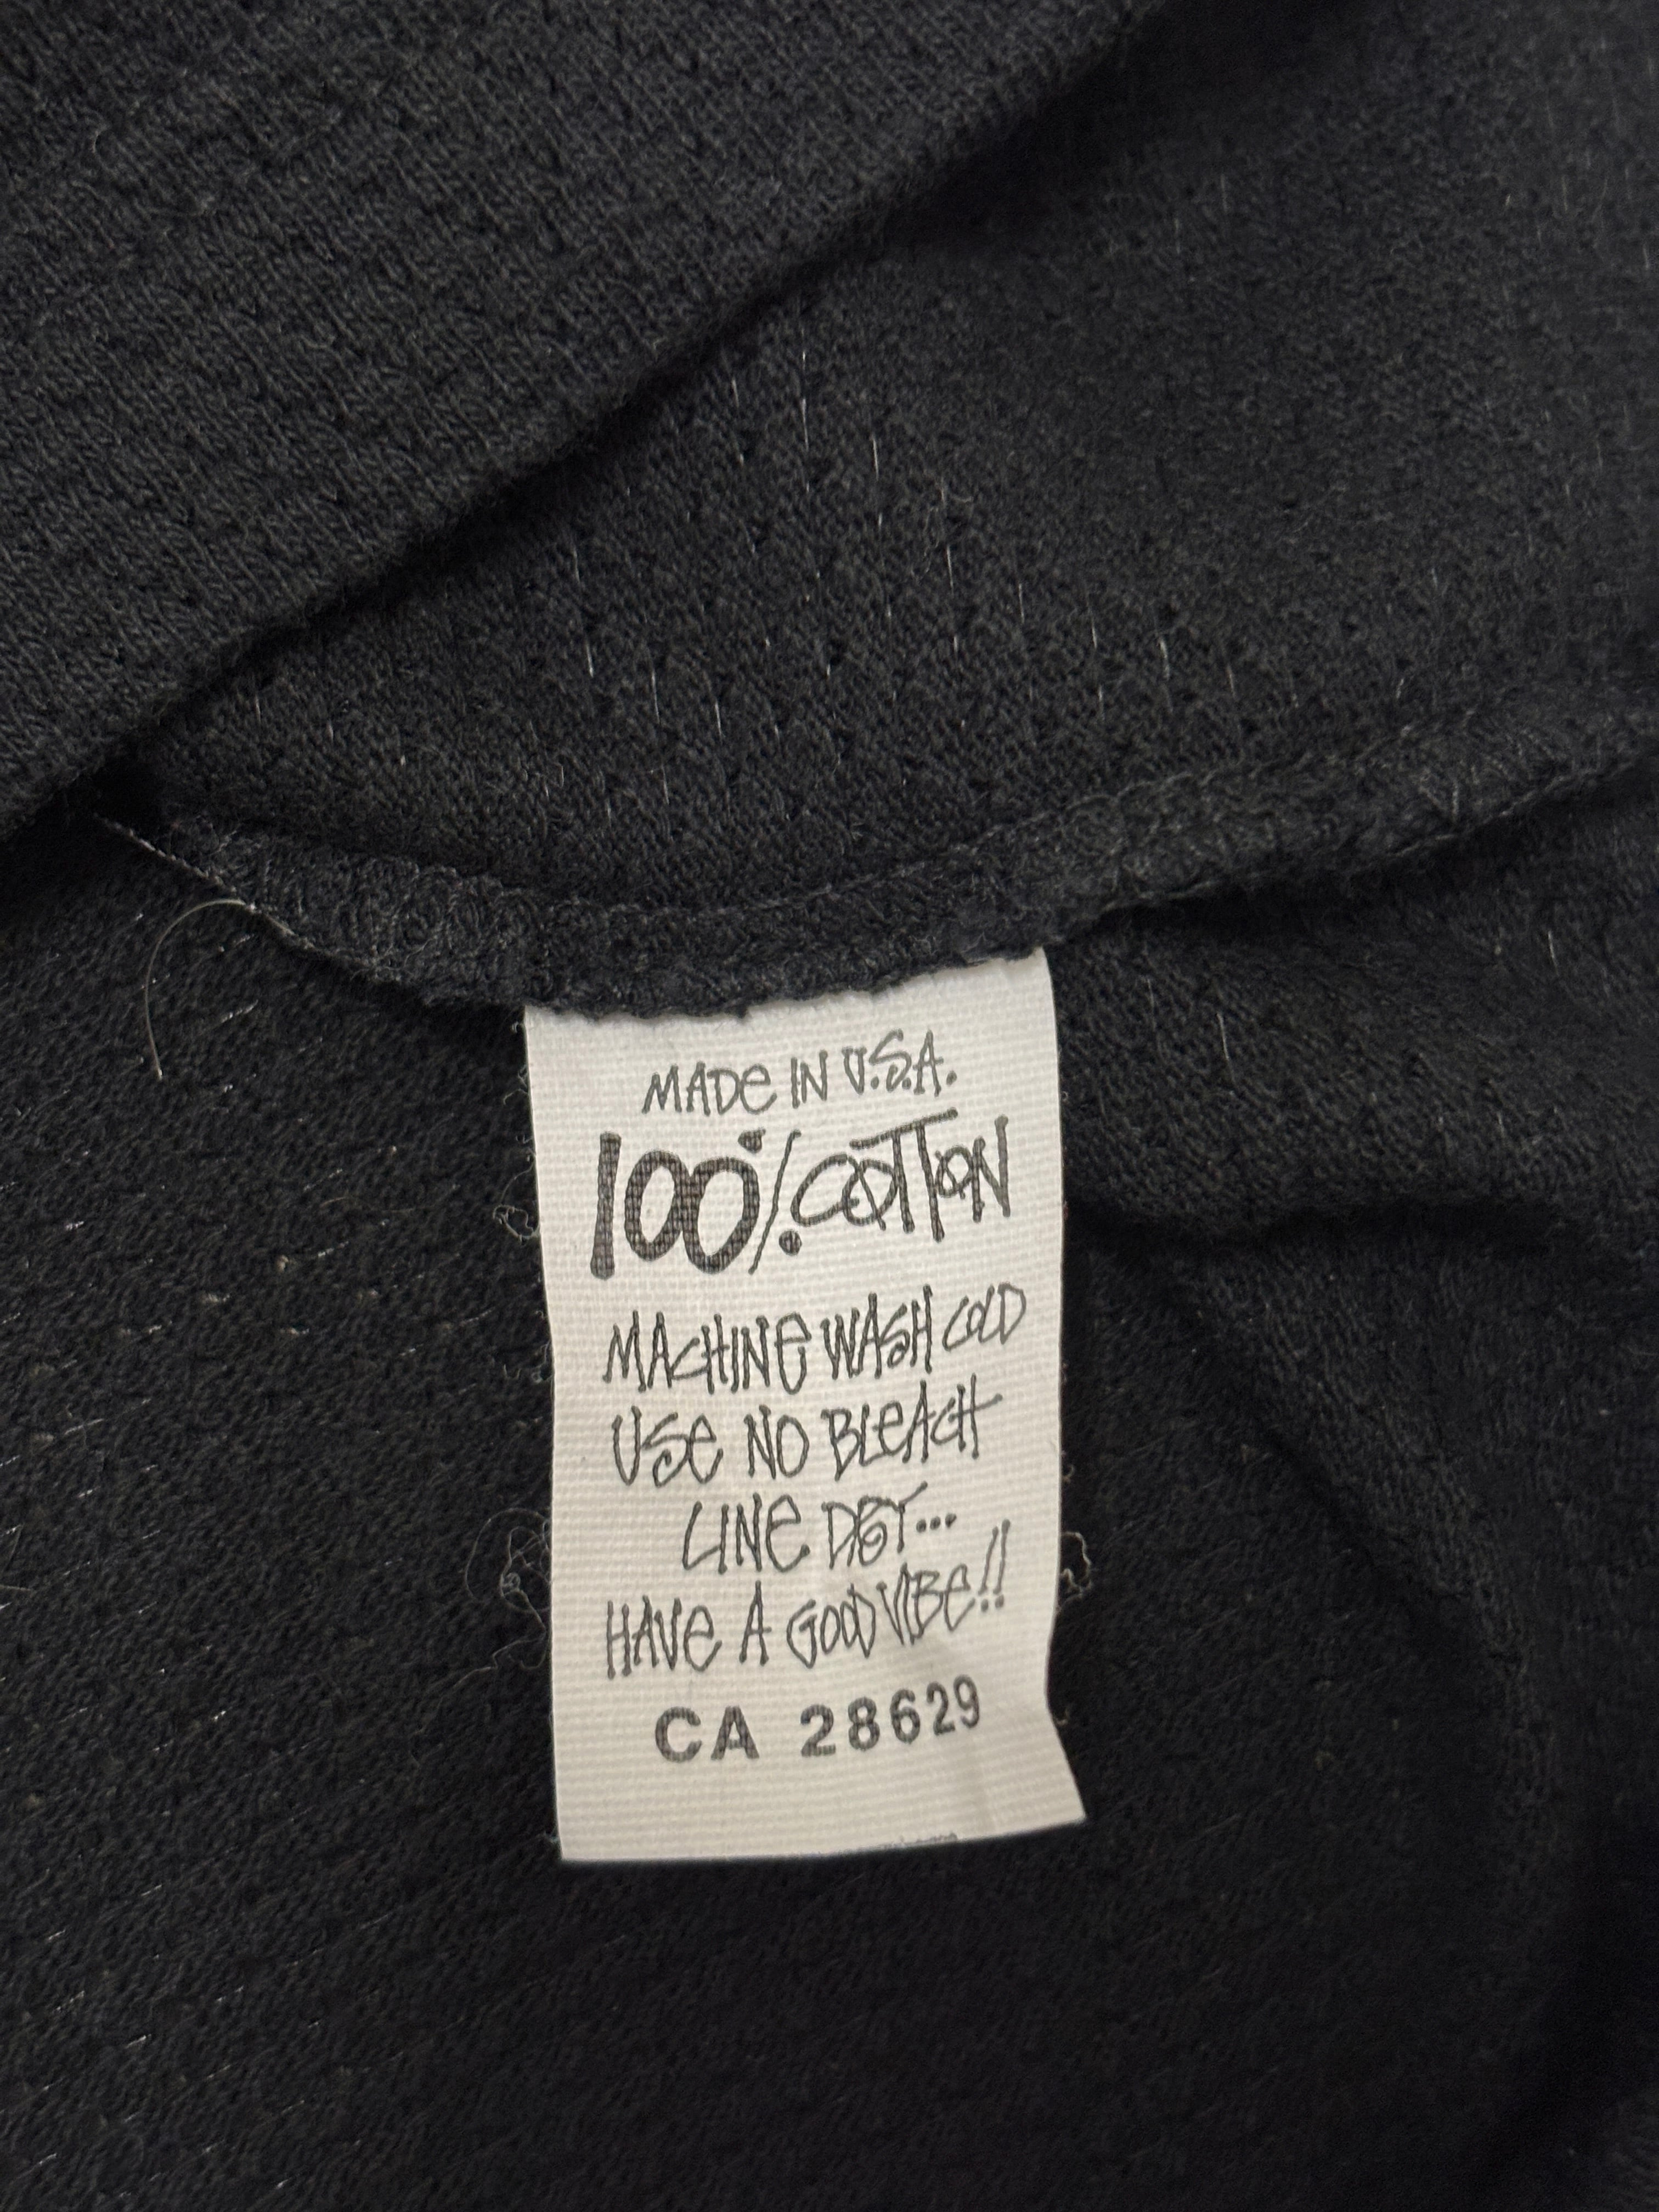 MADe IN U.S.A.
100% COTTON
MACHINe WASH COLD
USe NO BLeACH
LINe DRY...
HAVe A GOOD VIBe!!
CA 28629